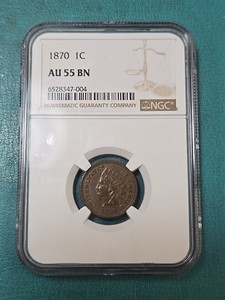 1870 1C
AU 55 BN
6528347-004
NUMISMATIC GUARANTY COMPANY
NGC